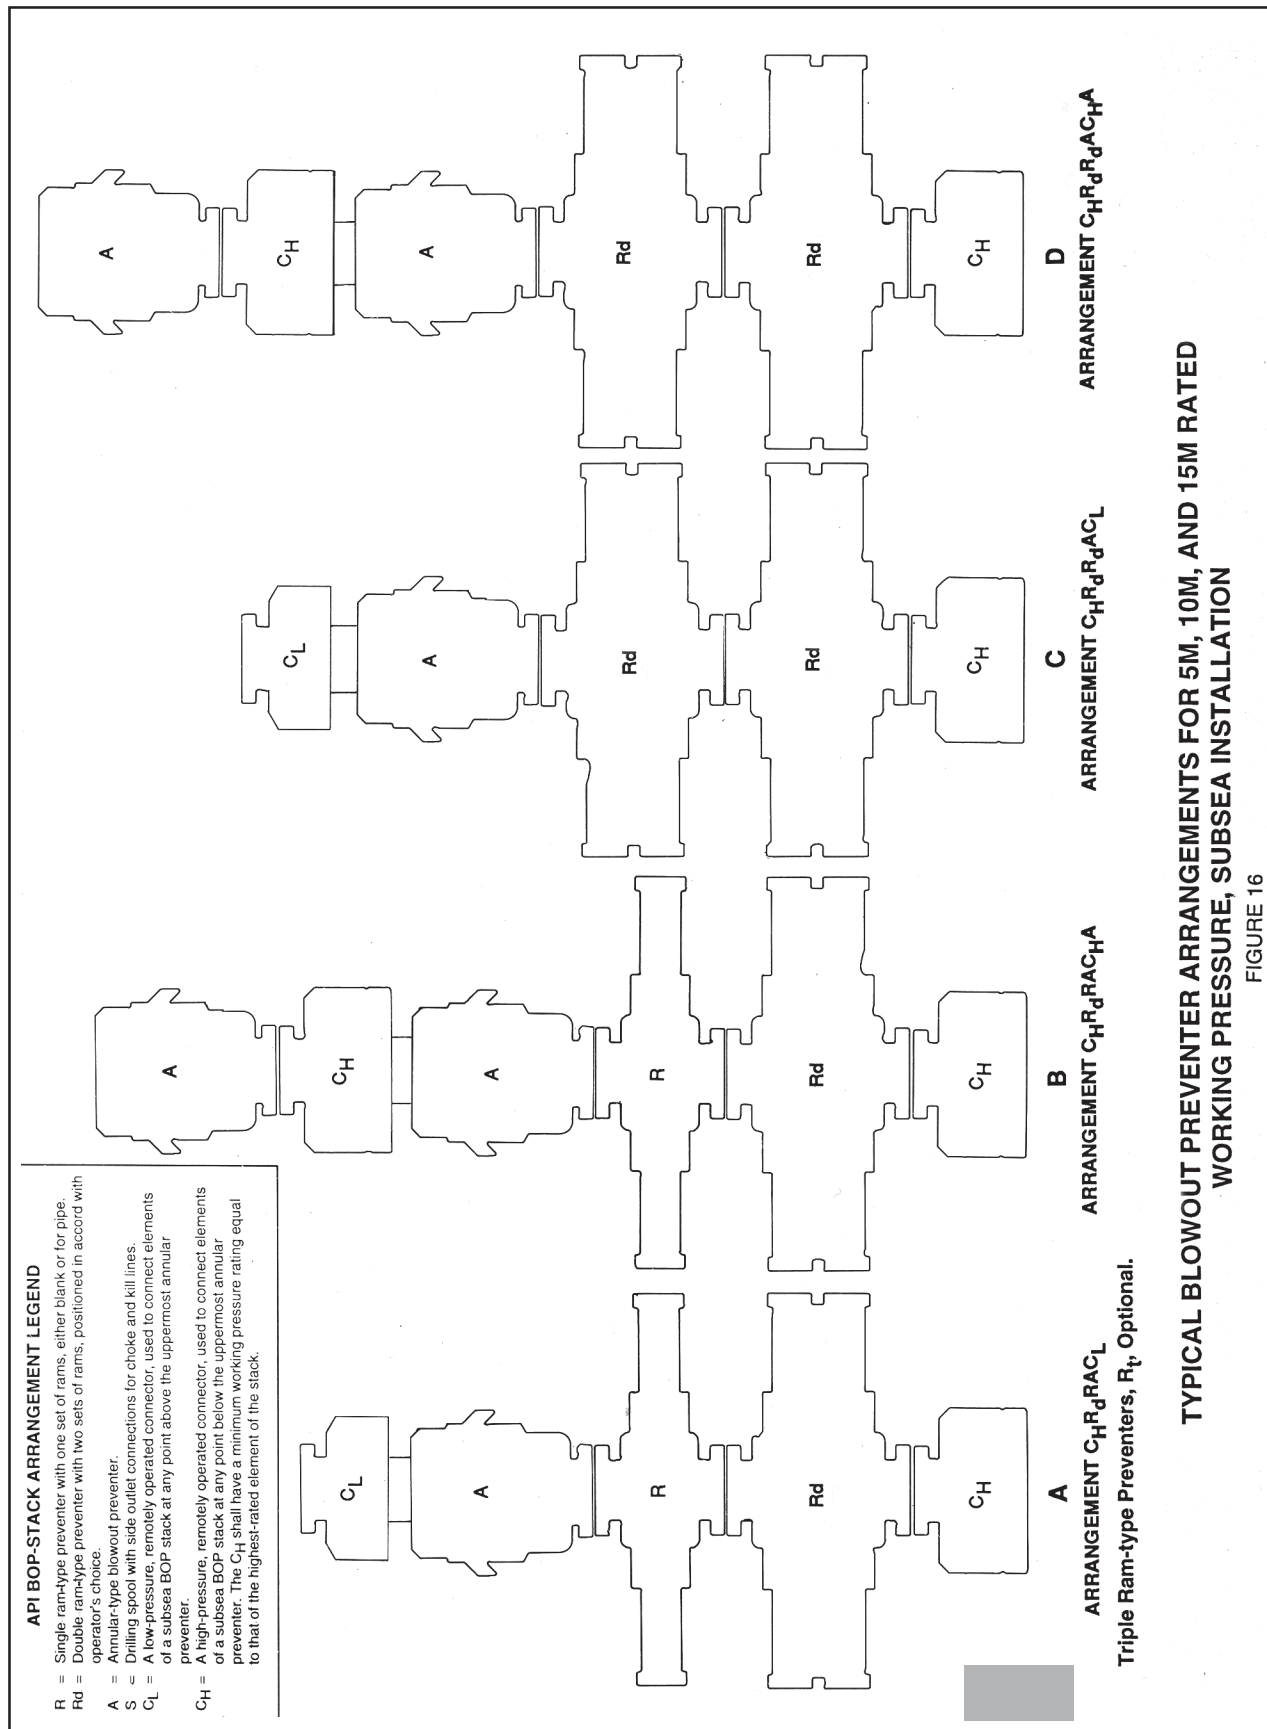 API BOP-STACK ARRANGEMENT LEGEND
R = Single ram-type preventer with one set of rams, either blank or for pipe.
Rd = Double ram-type preventer with two sets of rams, positioned in accord with
operator's choice.
A = Annular-type blowout preventer.
S < Drilling spool with side outlet connections for choke and kill lines.
CL = A low-pressure, remotely operated connector, used to connect elements
of a subsea BOP stack at any point above the uppermost annular
preventer.
CH = A high-pressure, remotely operated connector, used to connect elements
of a subsea BOP stack at any point below the uppermost annular
preventer. The CH shall have a minimum working pressure rating equal
to that of the highest-rated element of the stack.
CL
A
R
Rd
CH
A
ARRANGEMENT CHRdRACL
Triple Ram-type Preventers, Rt, Optional.
A
CH
A
R
Rd
CH
B
ARRANGEMENT CHRdRACHA
CL
A
Rd
Rd
CH
C
ARRANGEMENT CHRdRdACL
A
CH
A
Rd
Rd
CH
D
ARRANGEMENT CHRdRdACHA
TYPICAL BLOWOUT PREVENTER ARRANGEMENTS FOR 5M, 10M, AND 15M RATED
WORKING PRESSURE, SUBSEA INSTALLATION
FIGURE 16